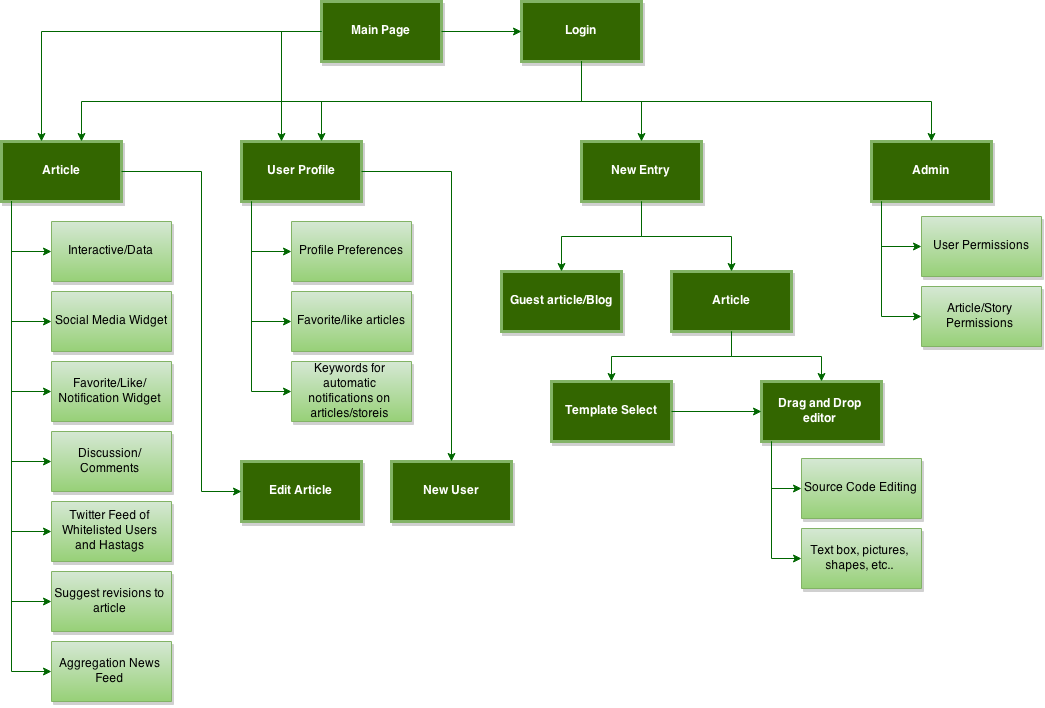 Main Page
Login
Article
User Profile
New Entry
Admin
Interactive/Data
Social Media Widget
Favorite/Like/
Notification Widget
Discussion/
Comments
Twitter Feed of
Whitelisted Users
and Hastags
Suggest revisions to
article
Aggregation News
Feed
Profile Preferences
Favorite/like articles
Keywords for
automatic
notifications on
articles/storeis
Edit Article
New User
Guest article/Blog
Article
Template Select
Drag and Drop
editor
Source Code Editing
Text box, pictures,
shapes, etc..
User Permissions
Article/Story
Permissions